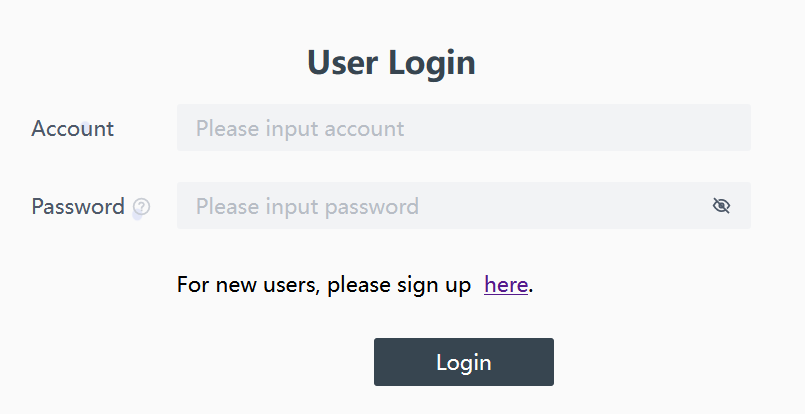 User Login
Account Please input account
Password Please input password
For new users, please sign up here.
Login